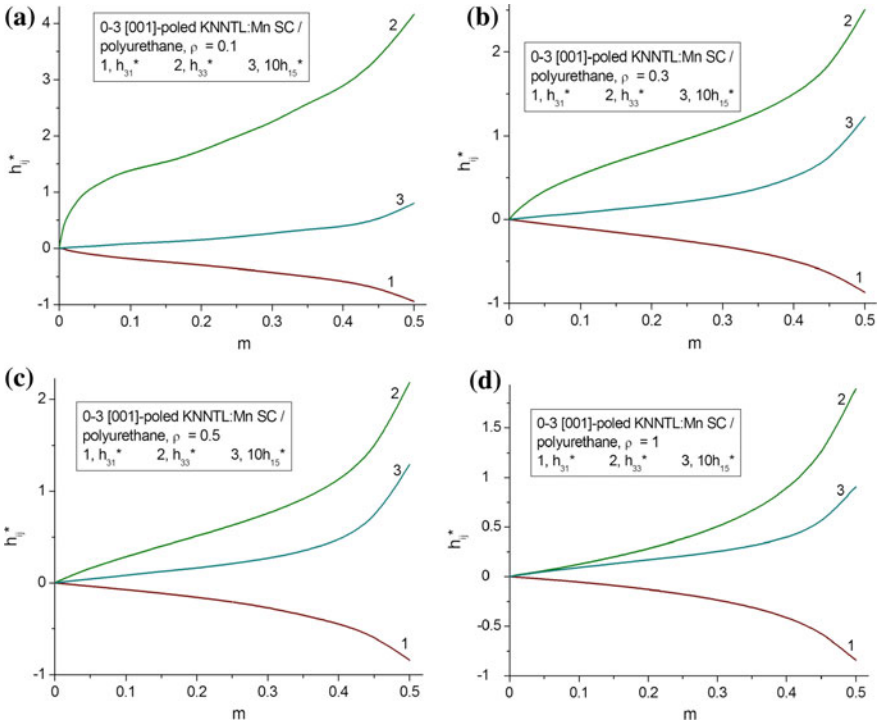 (a)
0-3 [001]-poled KNNTL:Mn SC /
polyurethane, ρ = 0.1
1, h31* 2, h33* 3, 10h15*
2
3
1
hij*
4
3
2
1
0
-1
0 0.1 0.2 0.3 0.4 0.5
m
(b)
0-3 [001]-poled KNNTL:Mn SC /
polyurethane, ρ = 0.3
1, h31* 2, h33* 3, 10h15*
2
3
1
hij*
2
1
0
-1
0 0.1 0.2 0.3 0.4 0.5
m
(c)
0-3 [001]-poled KNNTL:Mn SC /
polyurethane, ρ = 0.5
1, h31* 2, h33* 3, 10h15*
2
3
1
hij*
2
1
0
-1
0 0.1 0.2 0.3 0.4 0.5
m
(d)
0-3 [001]-poled KNNTL:Mn SC /
polyurethane, ρ = 1
1, h31* 2, h33* 3, 10h15*
2
3
1
hij*
1.5
1
0.5
0
-0.5
-1
0 0.1 0.2 0.3 0.4 0.5
m